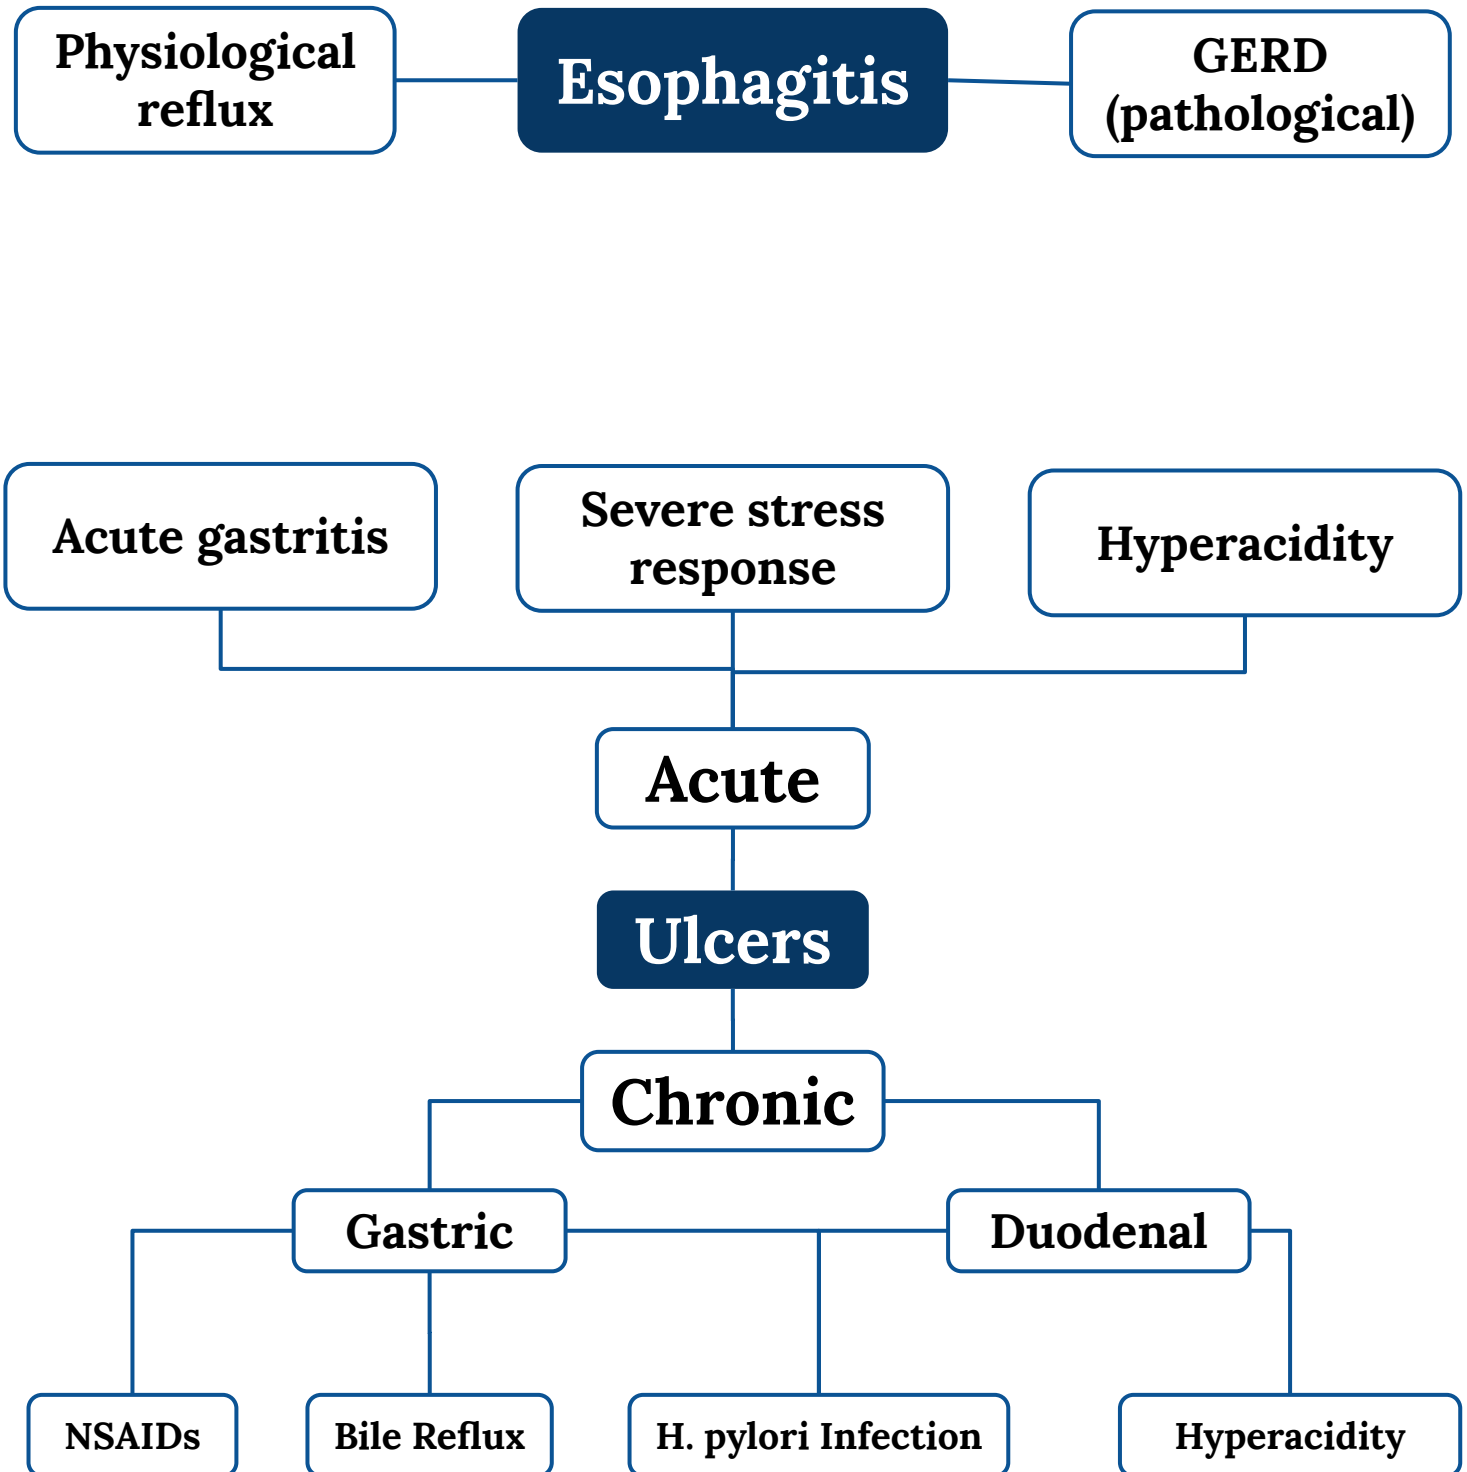 Physiological
reflux
Esophagitis
GERD
(pathological)
Acute gastritis
Severe stress
response
Hyperacidity
Acute
Ulcers
Chronic
Gastric
Duodenal
NSAIDs
Bile Reflux
H. pylori Infection
Hyperacidity